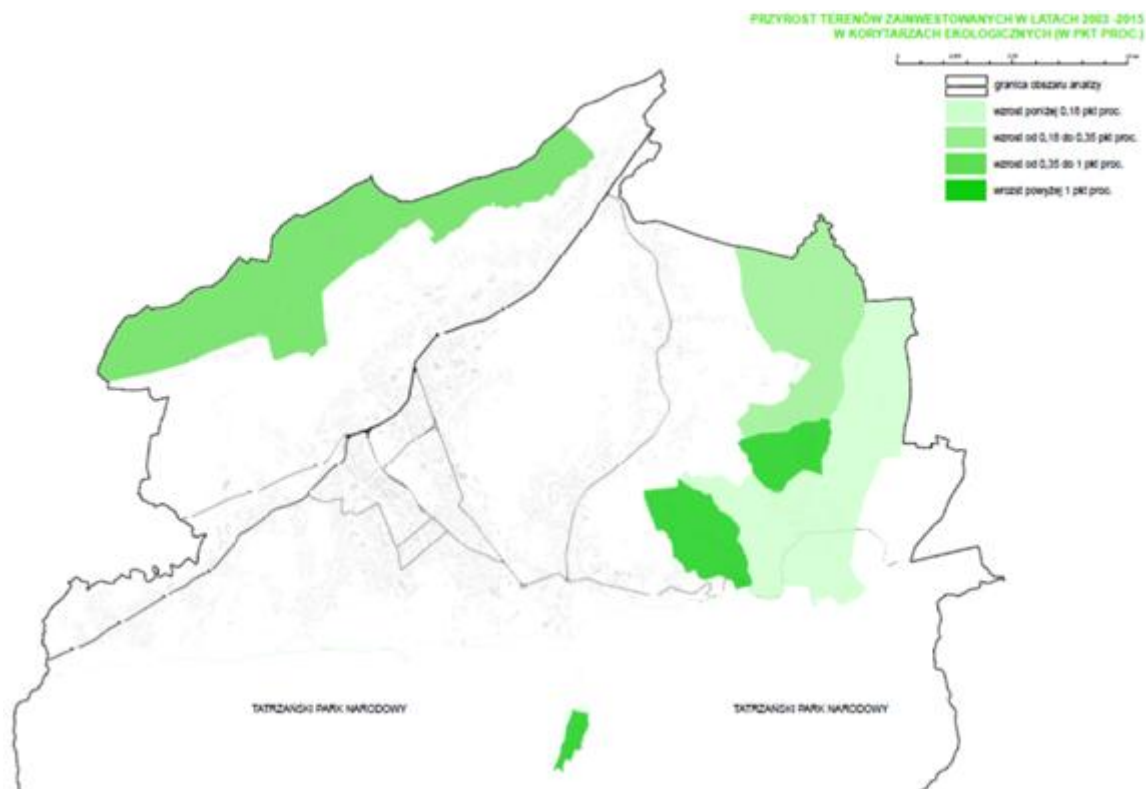 PRZYROST TERENÓW ZAINWESTOWANYCH W LATACH 2003 -2013
W KORYTARZACH EKOLOGICZNYCH (W PKT PROC.)
granica obszaru analizy
wzrost poniżej 0,18 pkt proc.
wzrost od 0,18 do 0,35 pkt proc.
wzrost od 0,35 do 1 pkt proc.
wrozst powyżej 1 pkt proc.
TATRZAŃSKI PARK NARODOWY
TATRZAŃSKI PARK NARODOWY